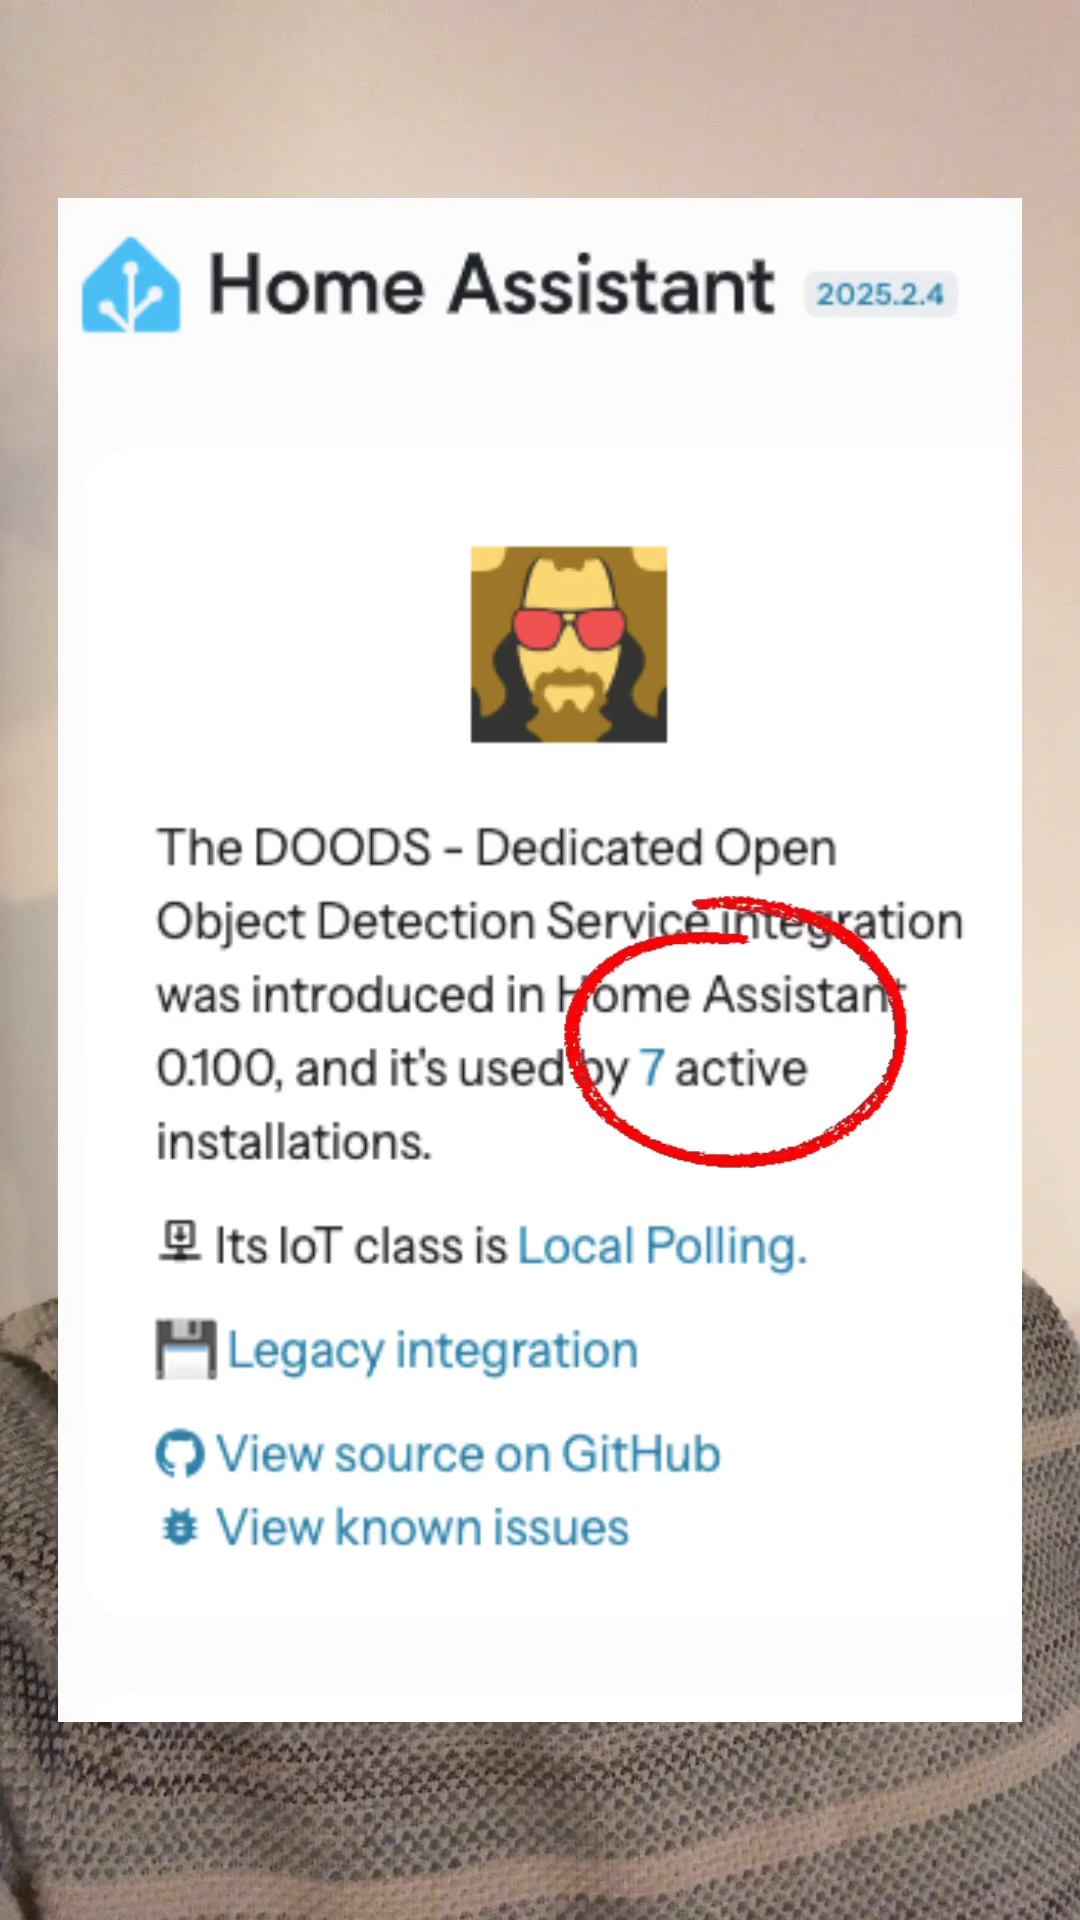 Home Assistant 2025.2.4
The DOODS - Dedicated Open
Object Detection Service integration
was introduced in Home Assistant
0.100, and it's used by 7 active
installations.
Its IoT class is Local Polling.
Legacy integration
View source on GitHub
View known issues